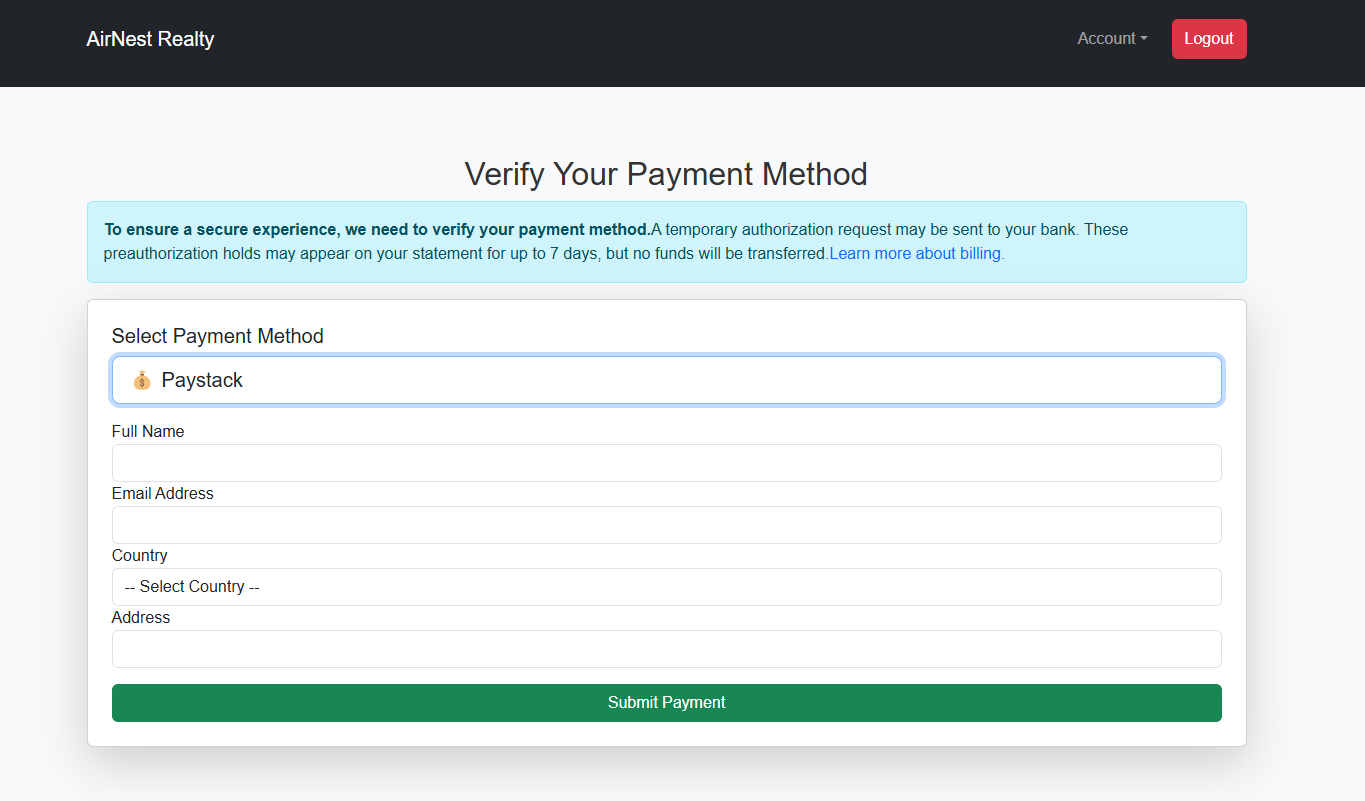 AirNest Realty
Account
Logout
Verify Your Payment Method
To ensure a secure experience, we need to verify your payment method.A temporary authorization request may be sent to your bank. These
preauthorization holds may appear on your statement for up to 7 days, but no funds will be transferred.Learn more about billing.
Select Payment Method
Paystack
Full Name
Email Address
Country
-- Select Country --
Address
Submit Payment